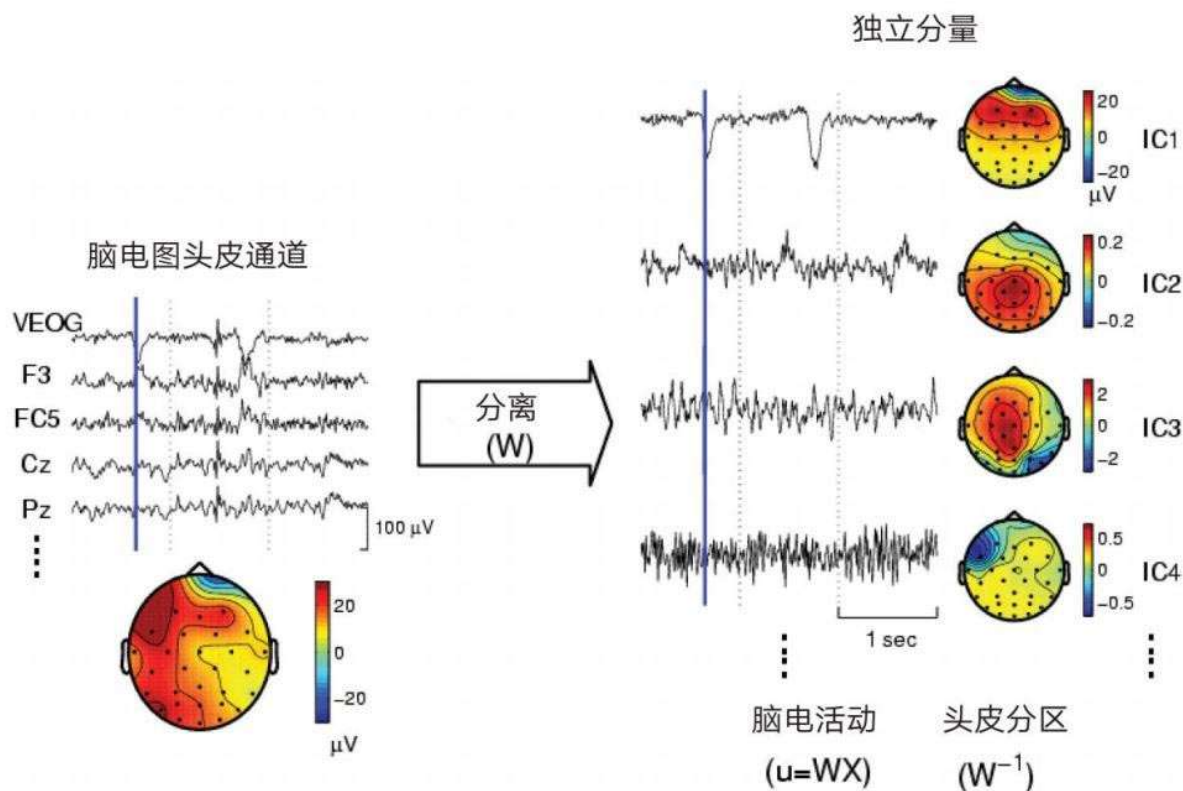 独立分量
20
0
-20
μV
IC1
0.2
0
-0.2
IC2
2
0
-2
IC3
0.5
0
-0.5
IC4
1 sec
脑电活动
(u=WX)
头皮分区
(W⁻¹)
脑电图头皮通道
VEOG
F3
FC5
Cz
Pz
100 μV
20
0
-20
μV
分离
(W)